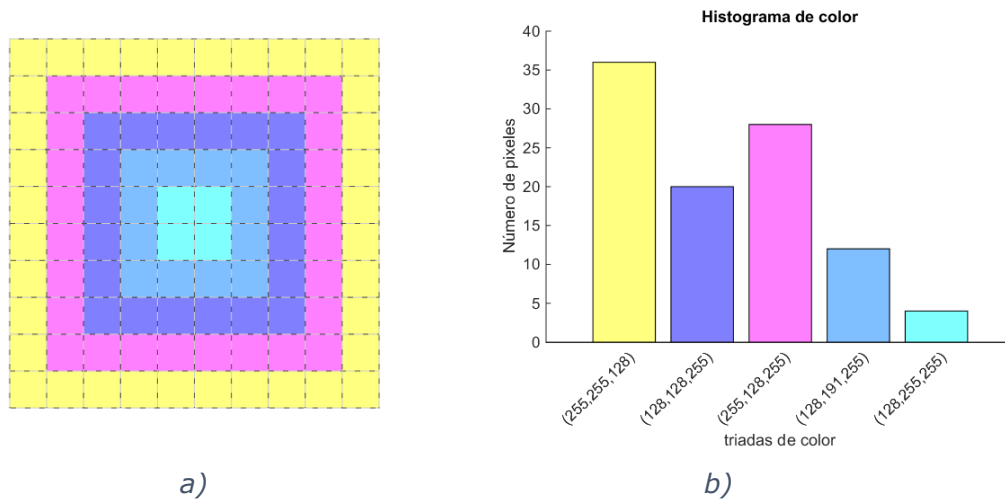 Histograma de color
40
35
30
25
20
15
10
5
0
Número de pixeles
(255,255,128)
(128,128,255)
(255,128,255)
(128,191,255)
(128,255,255)
triadas de color
a)
b)